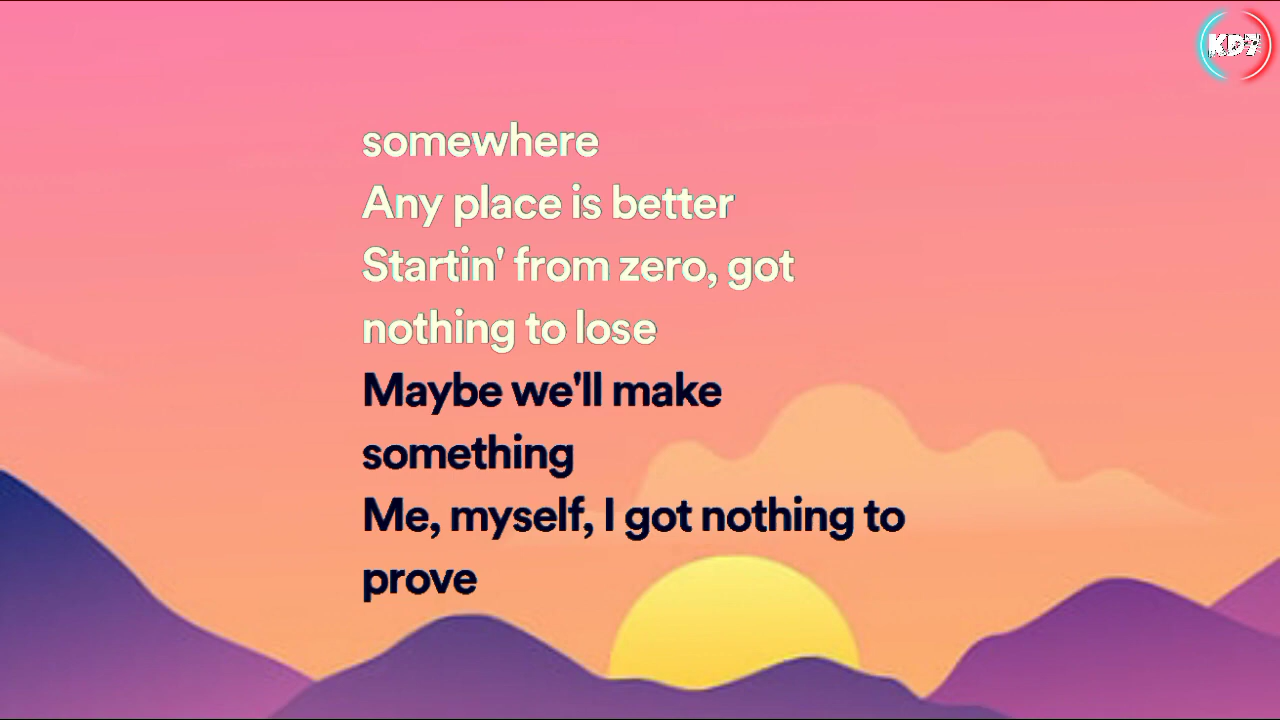 KD7
somewhere
Any place is better
Startin' from zero, got
nothing to lose
Maybe we'll make
something
Me, myself, I got nothing to
prove